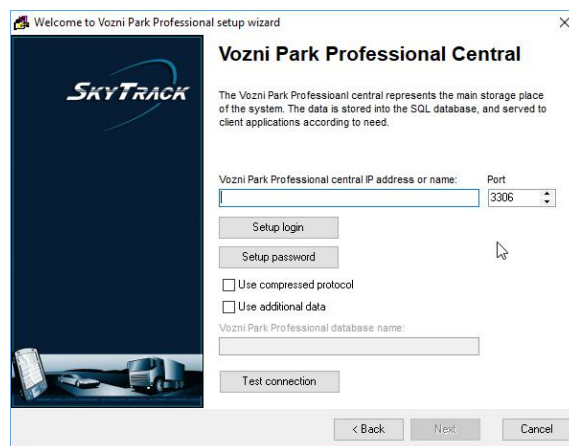 Welcome to Vozni Park Professional setup wizard
SKYTRACK
Vozni Park Professional Central
The Vozni Park Professioanl central represents the main storage place
of the system. The data is stored into the SQL database, and served to
client applications according to need.
Vozni Park Professional central IP address or name: Port
3306
Setup login
Setup password
Use compressed protocol
Use additional data
Vozni Park Professional database name:
Test connection
< Back Next Cancel